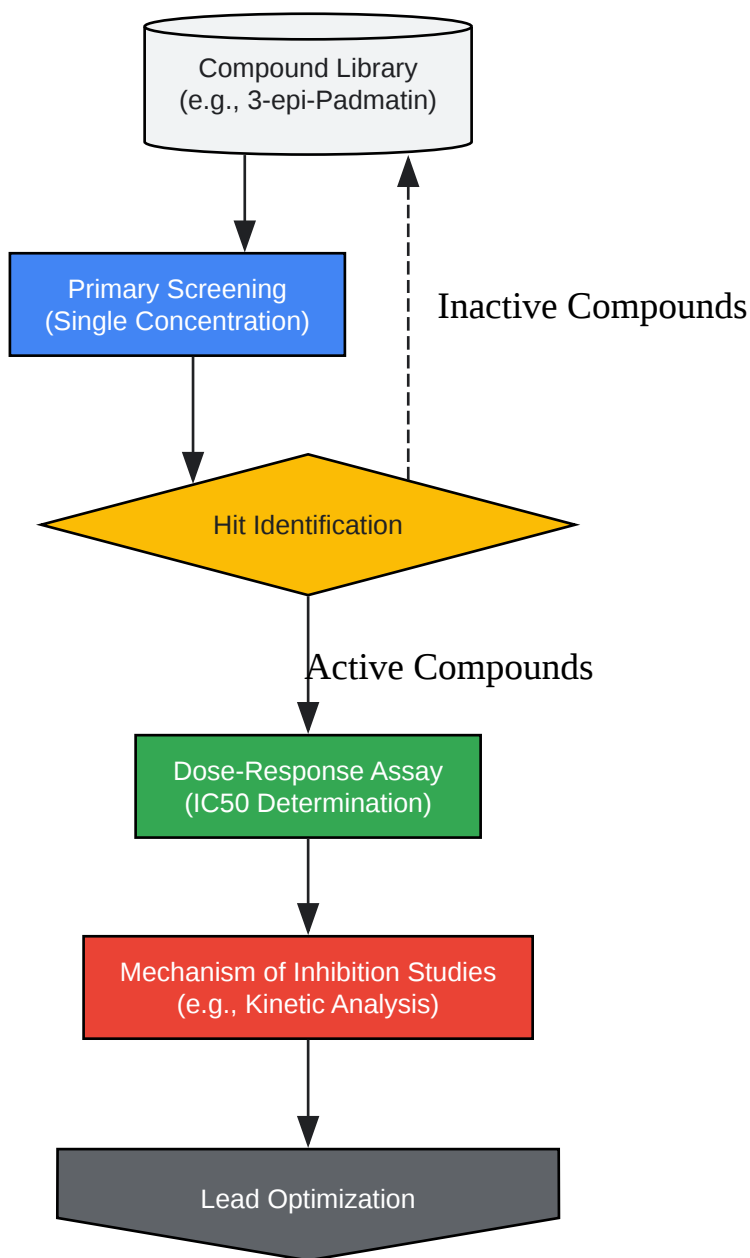 Compound Library
(e.g., 3-epi-Padmatin)
Primary Screening
(Single Concentration)
Inactive Compounds
Hit Identification
Active Compounds
Dose-Response Assay
(IC50 Determination)
Mechanism of Inhibition Studies
(e.g., Kinetic Analysis)
Lead Optimization